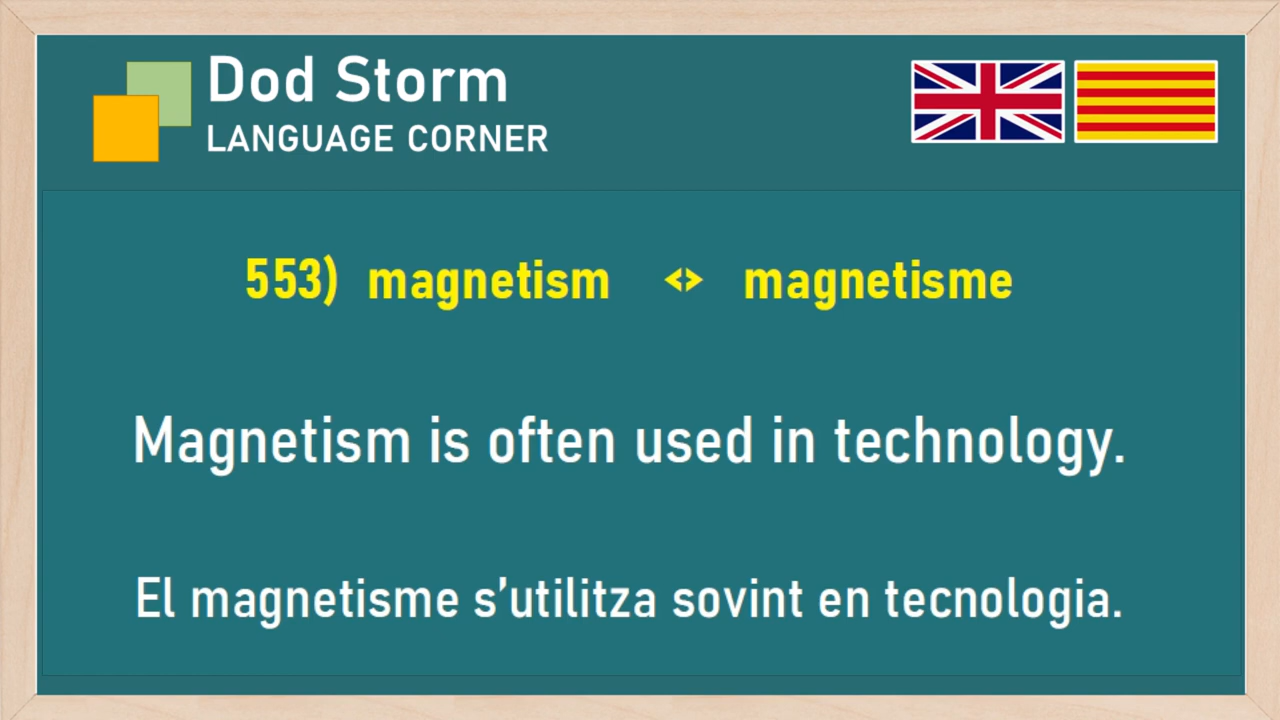 Dod Storm
LANGUAGE CORNER
553) magnetism <> magnetisme
Magnetism is often used in technology.
El magnetisme s’utilitza sovint en tecnologia.